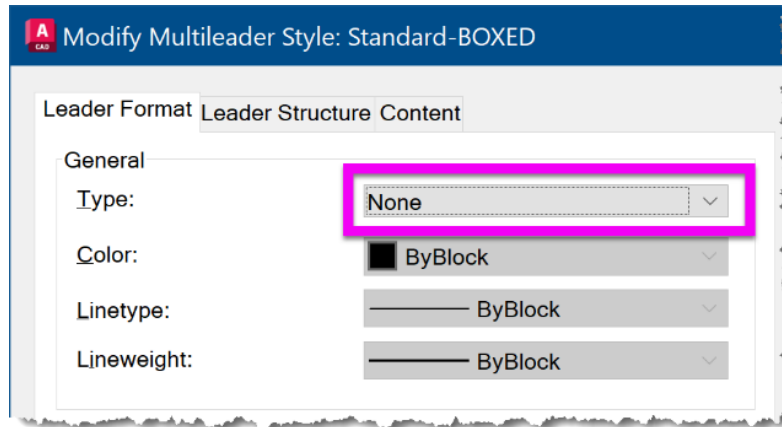 A
CAD
Modify Multileader Style: Standard-BOXED
Leader Format Leader Structure Content
General
Type: None
Color: ByBlock
Linetype: ByBlock
Lineweight: ByBlock